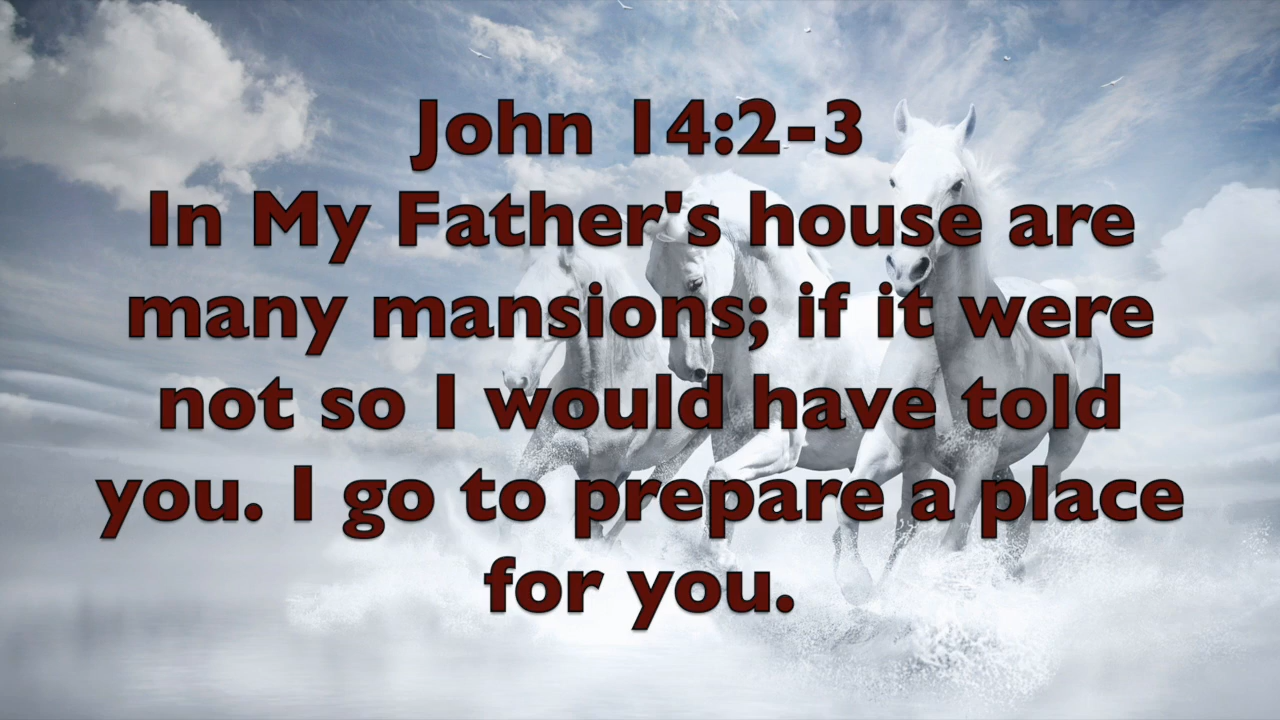 John 14:2-3
In My Father's house are
many mansions; if it were
not so I would have told
you. I go to prepare a place
for you.